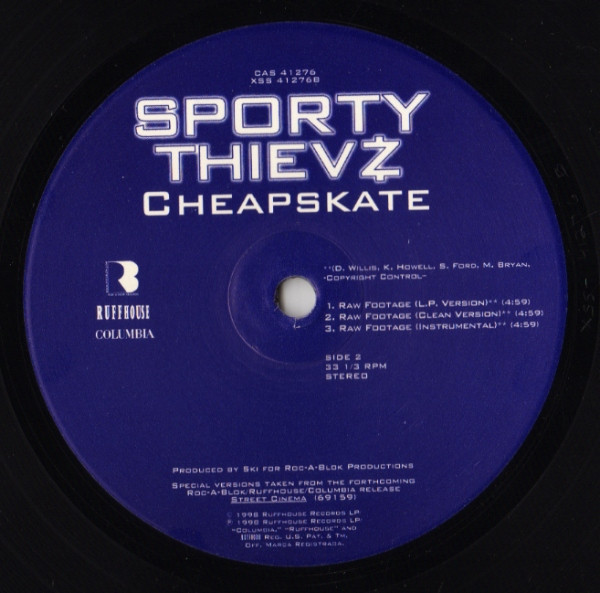 CAS 41276
XSS 41276B
SPORTY
THIEVZ
CHEAPSKATE
**(D. WILLIS, K. HOWELL, S. FORD, M. BRYAN,
-COPYRIGHT CONTROL-
1. RAW FOOTAGE (L.P. VERSION)** (4:59)
2. RAW FOOTAGE (CLEAN VERSION)** (4:59)
3. RAW FOOTAGE (INSTRUMENTAL)** (4:59)
RUFFHOUSE
COLUMBIA
SIDE 2
33 1/3 RPM
STEREO
PRODUCED BY SKI FOR ROC-A-BLOK PRODUCTIONS
SPECIAL VERSIONS TAKEN FROM THE FORTHCOMING
ROC-A-BLOK/RUFFHOUSE/COLUMBIA RELEASE
STREET CINEMA (69159)
© 1998 RUFFHOUSE RECORDS LP.
℗ 1998 RUFFHOUSE RECORDS LP.
"COLUMBIA," "RUFFHOUSE" AND
RUFFHOUSE REG. U.S. PAT. & TM.
OFF. MARCA REGISTRADA.